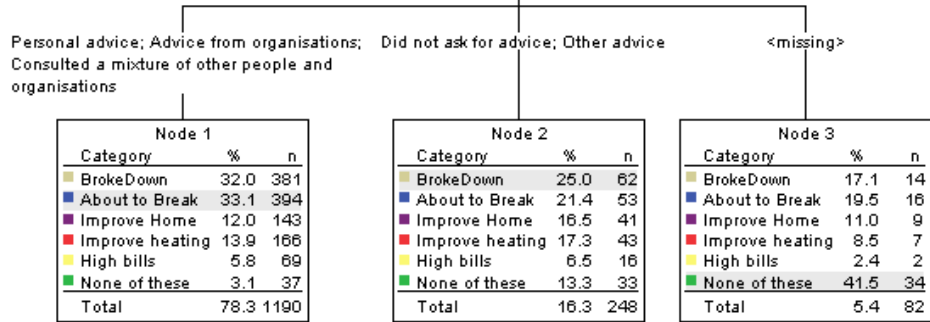 Personal advice; Advice from organisations;
Consulted a mixture of other people and
organisations
Did not ask for advice; Other advice
<missing>
Node 1
Category % n
BrokeDown 32.0 381
About to Break 33.1 394
Improve Home 12.0 143
Improve heating 13.9 166
High bills 5.8 69
None of these 3.1 37
Total 78.3 1190
Node 2
Category % n
BrokeDown 25.0 62
About to Break 21.4 53
Improve Home 16.5 41
Improve heating 17.3 43
High bills 6.5 16
None of these 13.3 33
Total 16.3 248
Node 3
Category % n
BrokeDown 17.1 14
About to Break 19.5 16
Improve Home 11.0 9
Improve heating 8.5 7
High bills 2.4 2
None of these 41.5 34
Total 5.4 82